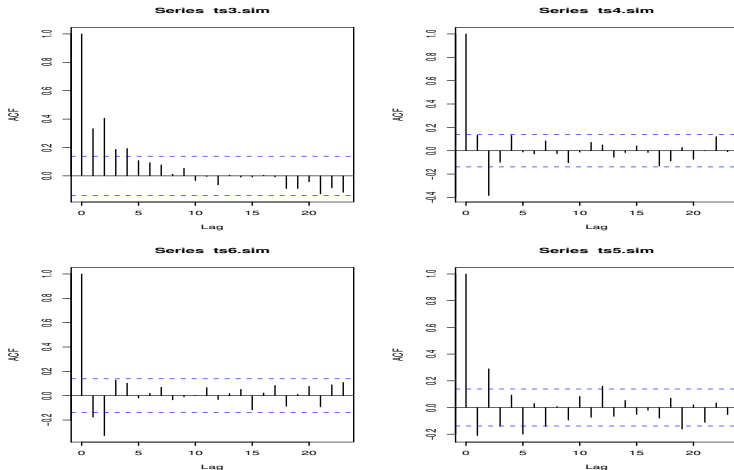 Series ts3.sim
ACF
0.0 0.2 0.4 0.6 0.8 1.0
0 5 10 15 20
Lag
Series ts4.sim
ACF
-0.4 -0.2 0.0 0.2 0.4 0.6 0.8 1.0
0 5 10 15 20
Lag
Series ts6.sim
ACF
-0.2 0.0 0.2 0.4 0.6 0.8 1.0
0 5 10 15 20
Lag
Series ts5.sim
ACF
-0.2 0.0 0.2 0.4 0.6 0.8 1.0
0 5 10 15 20
Lag